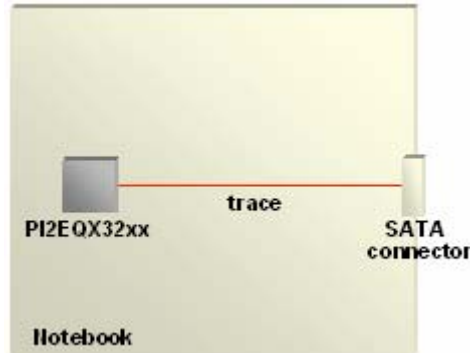 trace
PI2EQX32xx
SATA
connector
Notebook